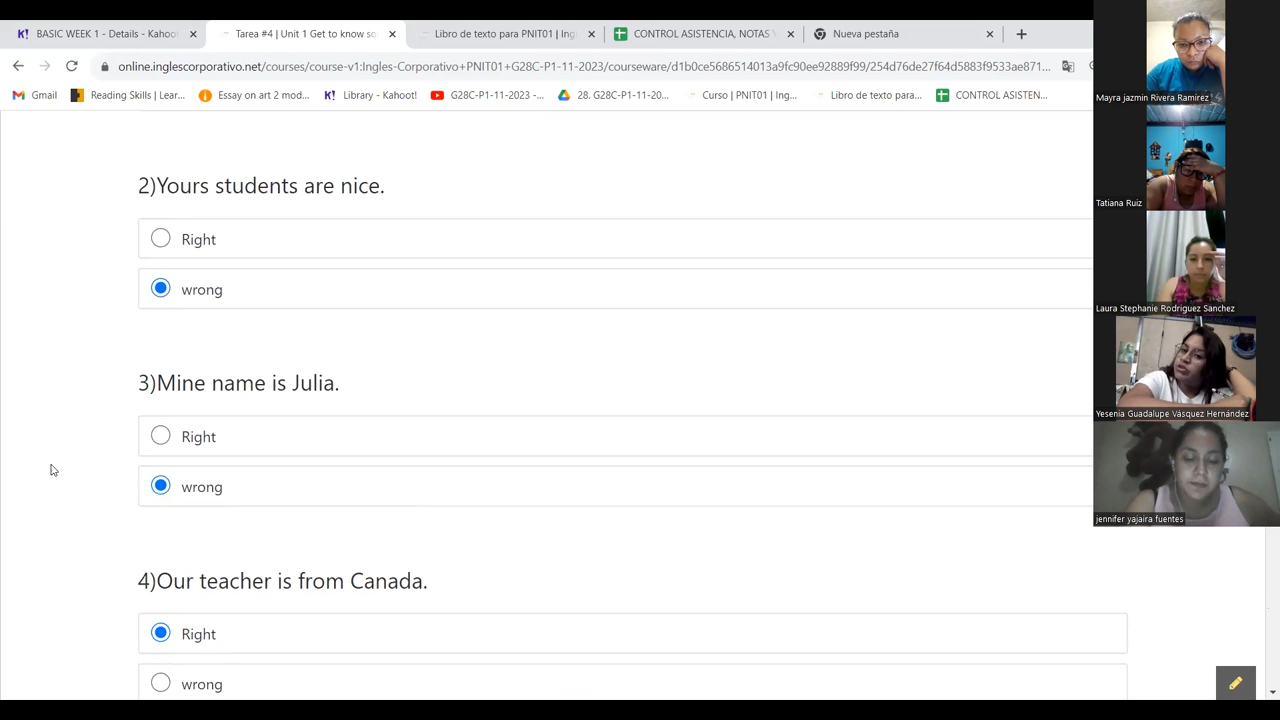 BASIC WEEK 1 - Details - Kahoo
Tarea #4 | Unit 1 Get to know so
Libro de texto para PNIT01 | Ing
CONTROL ASISTENCIA, NOTAS
Nueva pestaña
online.inglescorporativo.net/courses/course-v1:Ingles-Corporativo+PNIT01+G28C-P1-11-2023/courseware/d1b0ce5686514013a9fc90ee92889f99/254d76de27f64d5883f9533ae871...
Gmail
Reading Skills | Lear...
Essay on art 2 mod...
Library - Kahoot!
G28C-P1-11-2023 -...
28. G28C-P1-11-20...
Curso | PNIT01 | Ing...
Libro de texto para...
CONTROL ASISTEN...
2)Yours students are nice.
Right
wrong
3)Mine name is Julia.
Right
wrong
4)Our teacher is from Canada.
Right
wrong
Mayra jazmin Rivera Ramirez
Tatiana Ruiz
Laura Stephanie Rodriguez Sanchez
Yesenia Guadalupe Vásquez Hernández
jennifer yajaira fuentes